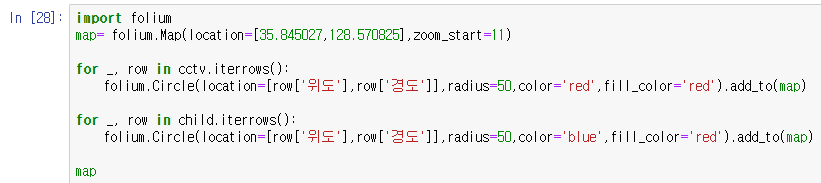 In [28]: import folium
map= folium.Map(location=[35.845027,128.570825],zoom_start=11)
for _, row in cctv.iterrows():
folium.Circle(location=[row['위도'],row['경도']],radius=50,color='red',fill_color='red').add_to(map)
for _, row in child.iterrows():
folium.Circle(location=[row['위도'],row['경도']],radius=50,color='blue',fill_color='red').add_to(map)
map